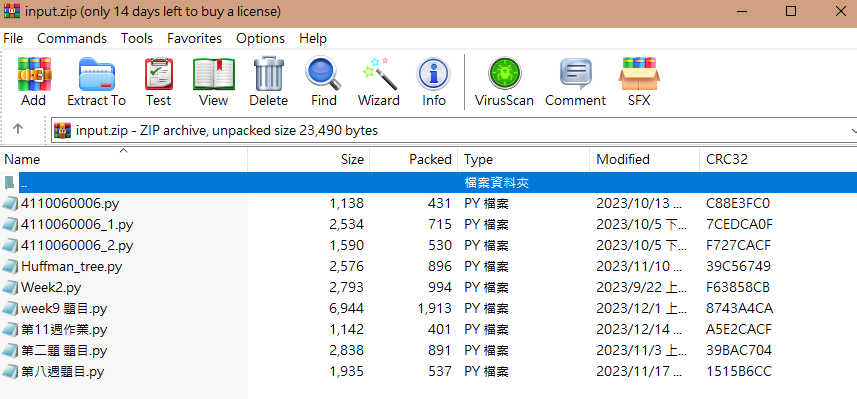 input.zip (only 14 days left to buy a license)
File Commands Tools Favorites Options Help
Add Extract To Test View Delete Find Wizard Info VirusScan Comment SFX
input.zip - ZIP archive, unpacked size 23,490 bytes
Name Size Packed Type Modified CRC32
.. 檔案資料夾
4110060006.py 1,138 431 PY 檔案 2023/10/13 ... C88E3FC0
4110060006_1.py 2,534 715 PY 檔案 2023/10/5 下... 7CEDCA0F
4110060006_2.py 1,590 530 PY 檔案 2023/10/5 下... F727CACF
Huffman_tree.py 2,576 896 PY 檔案 2023/11/10 ... 39C56749
Week2.py 2,793 994 PY 檔案 2023/9/22 上... F63858CB
week9 題目.py 6,944 1,913 PY 檔案 2023/12/1 上... 8743A4CA
第11週作業.py 1,142 401 PY 檔案 2023/12/14 ... A5E2CACF
第二題 題目.py 2,838 891 PY 檔案 2023/11/3 上... 39BAC704
第八週題目.py 1,935 537 PY 檔案 2023/11/17 ... 1515B6CC